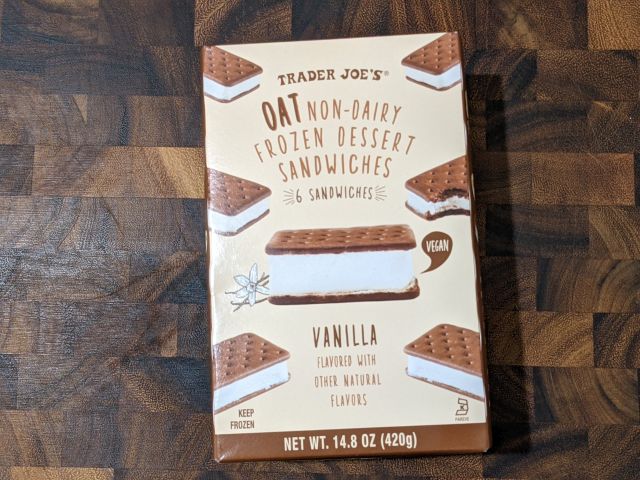 TRADER JOE'S®
OAT NON-DAIRY
FROZEN DESSERT
SANDWICHES
6 SANDWICHES
VEGAN
VANILLA
FLAVORED WITH
OTHER NATURAL
FLAVORS
KEEP
FROZEN
PAREVE
NET WT. 14.8 OZ (420g)